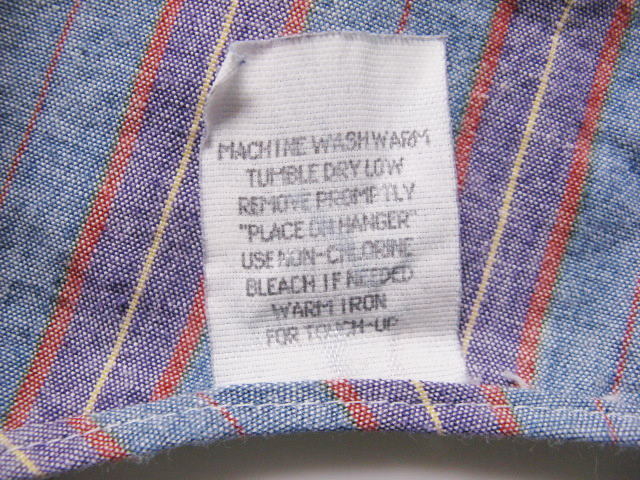 MACHINE WASH WARM
TUMBLE DRY LOW
REMOVE PROMPTLY
"PLACE ON HANGER"
USE NON-CHLORINE
BLEACH IF NEEDED
WARM IRON
FOR TOUCH-UP